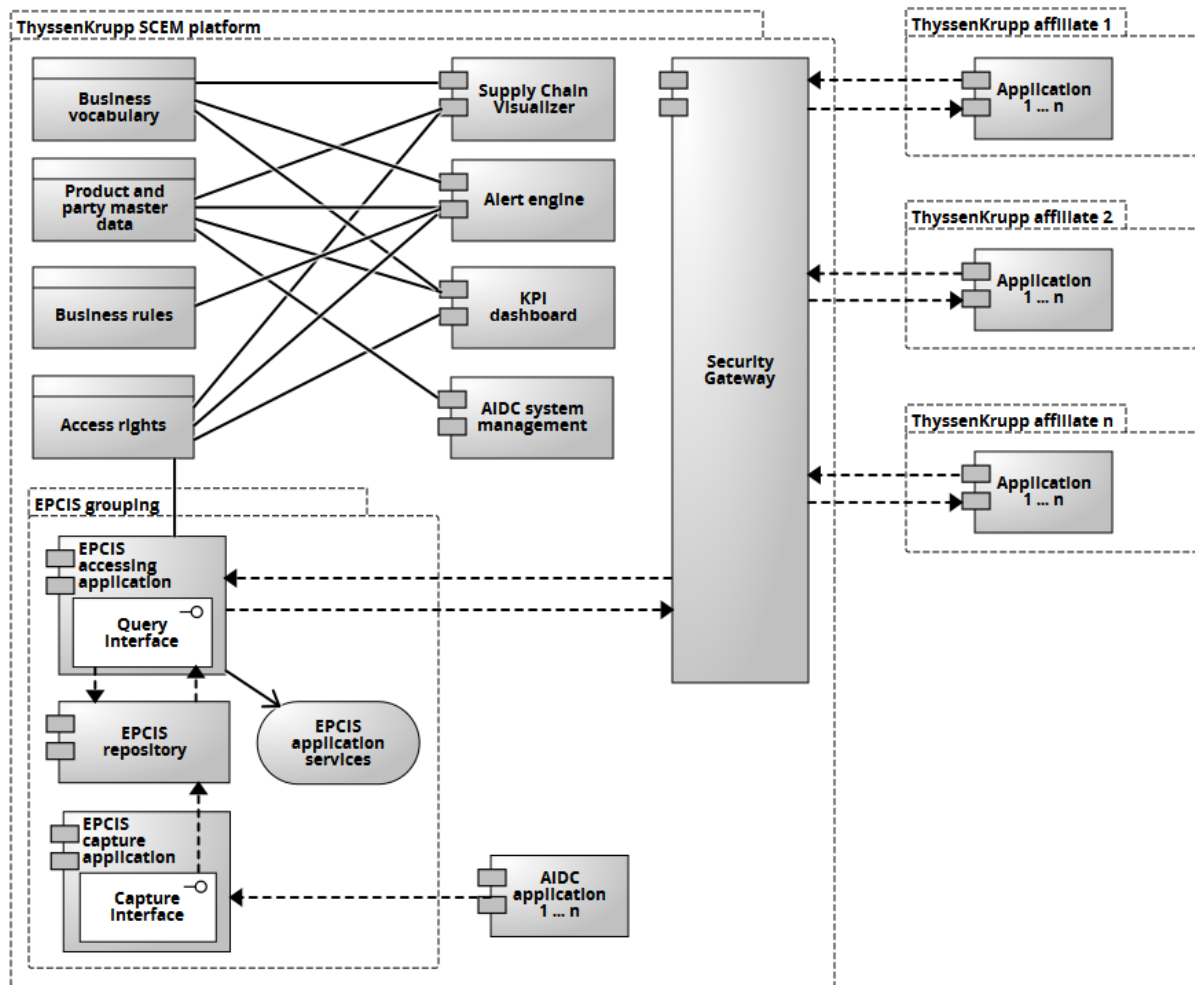 ThyssenKrupp SCEM platform
Business
vocabulary
Product and
party master
data
Business rules
Access rights
Supply Chain
Visualizer
Alert engine
KPI
dashboard
AIDC system
management
Security
Gateway
ThyssenKrupp affiliate 1
Application
1 ... n
ThyssenKrupp affiliate 2
Application
1 ... n
ThyssenKrupp affiliate n
Application
1 ... n
EPCIS grouping
EPCIS
accessing
application
Query
Interface
EPCIS
repository
EPCIS
application
services
EPCIS
capture
application
Capture
Interface
AIDC
application
1 ... n